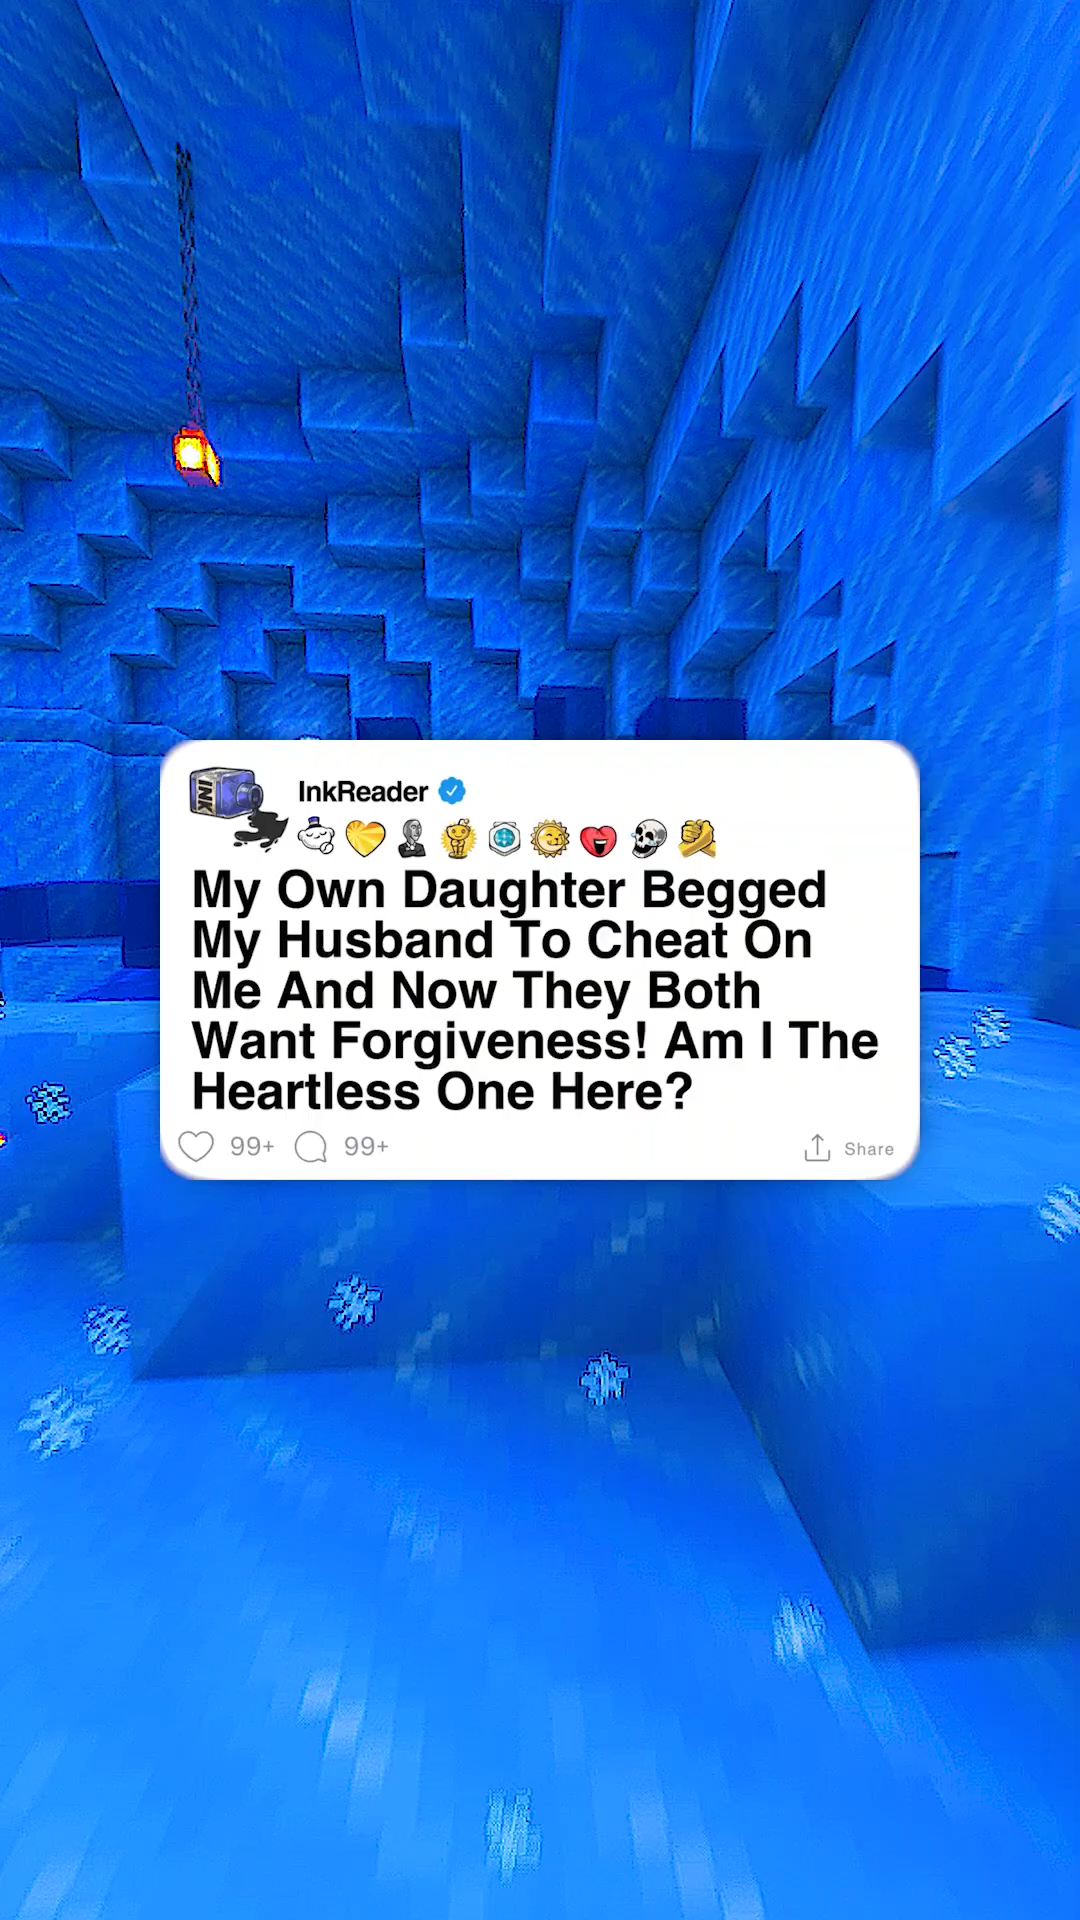 INK
InkReader
My Own Daughter Begged
My Husband To Cheat On
Me And Now They Both
Want Forgiveness! Am I The
Heartless One Here?
99+ 99+ Share